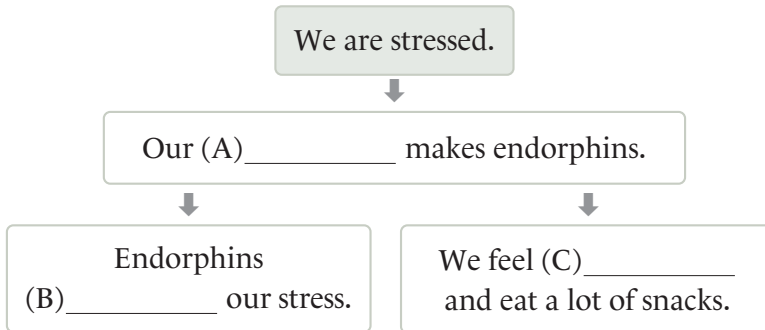 We are stressed.
Our (A)__________ makes endorphins.
Endorphins
(B)__________ our stress.
We feel (C)__________
and eat a lot of snacks.